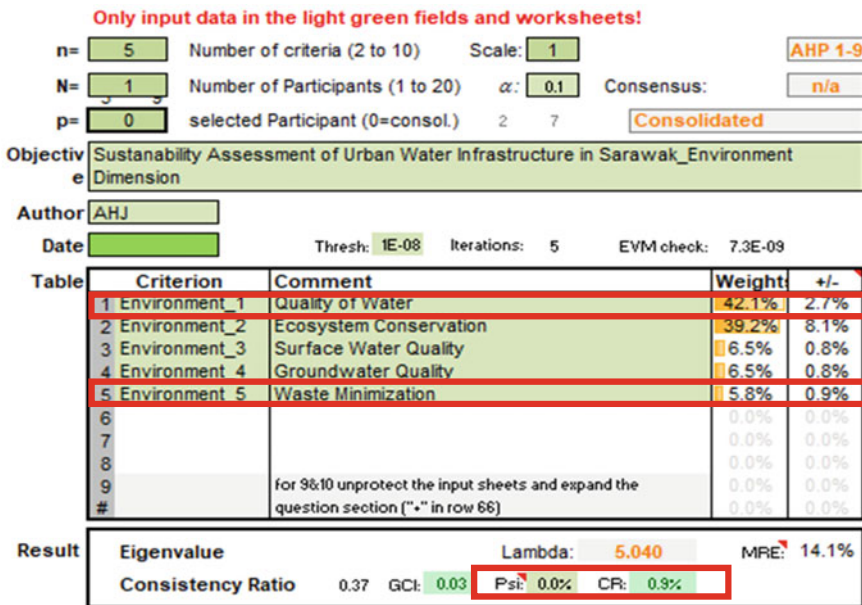 Only input data in the light green fields and worksheets!
n= 5 Number of criteria (2 to 10) Scale: 1 AHP 1-9
N= 1 Number of Participants (1 to 20) α: 0.1 Consensus: n/a
p= 0 selected Participant (0=consol.) 2 7 Consolidated
Objectiv Sustanability Assessment of Urban Water Infrastructure in Sarawak_Environment
e Dimension
Author AHJ
Date Thresh: 1E-08 Iterations: 5 EVM check: 7.3E-09
Table Criterion Comment Weights +/-
1 Environment_1 Quality of Water 42.1% 2.7%
2 Environment_2 Ecosystem Conservation 39.2% 8.1%
3 Environment_3 Surface Water Quality 6.5% 0.8%
4 Environment_4 Groundwater Quality 6.5% 0.8%
5 Environment_5 Waste Minimization 5.8% 0.9%
6 0.0% 0.0%
7 0.0% 0.0%
8 0.0% 0.0%
9 for 9&10 unprotect the input sheets and expand the 0.0% 0.0%
# question section ("+" in row 66) 0.0% 0.0%
Result Eigenvalue Lambda: 5.040 MRE: 14.1%
Consistency Ratio 0.37 GCI: 0.03 Psi: 0.0% CR: 0.9%